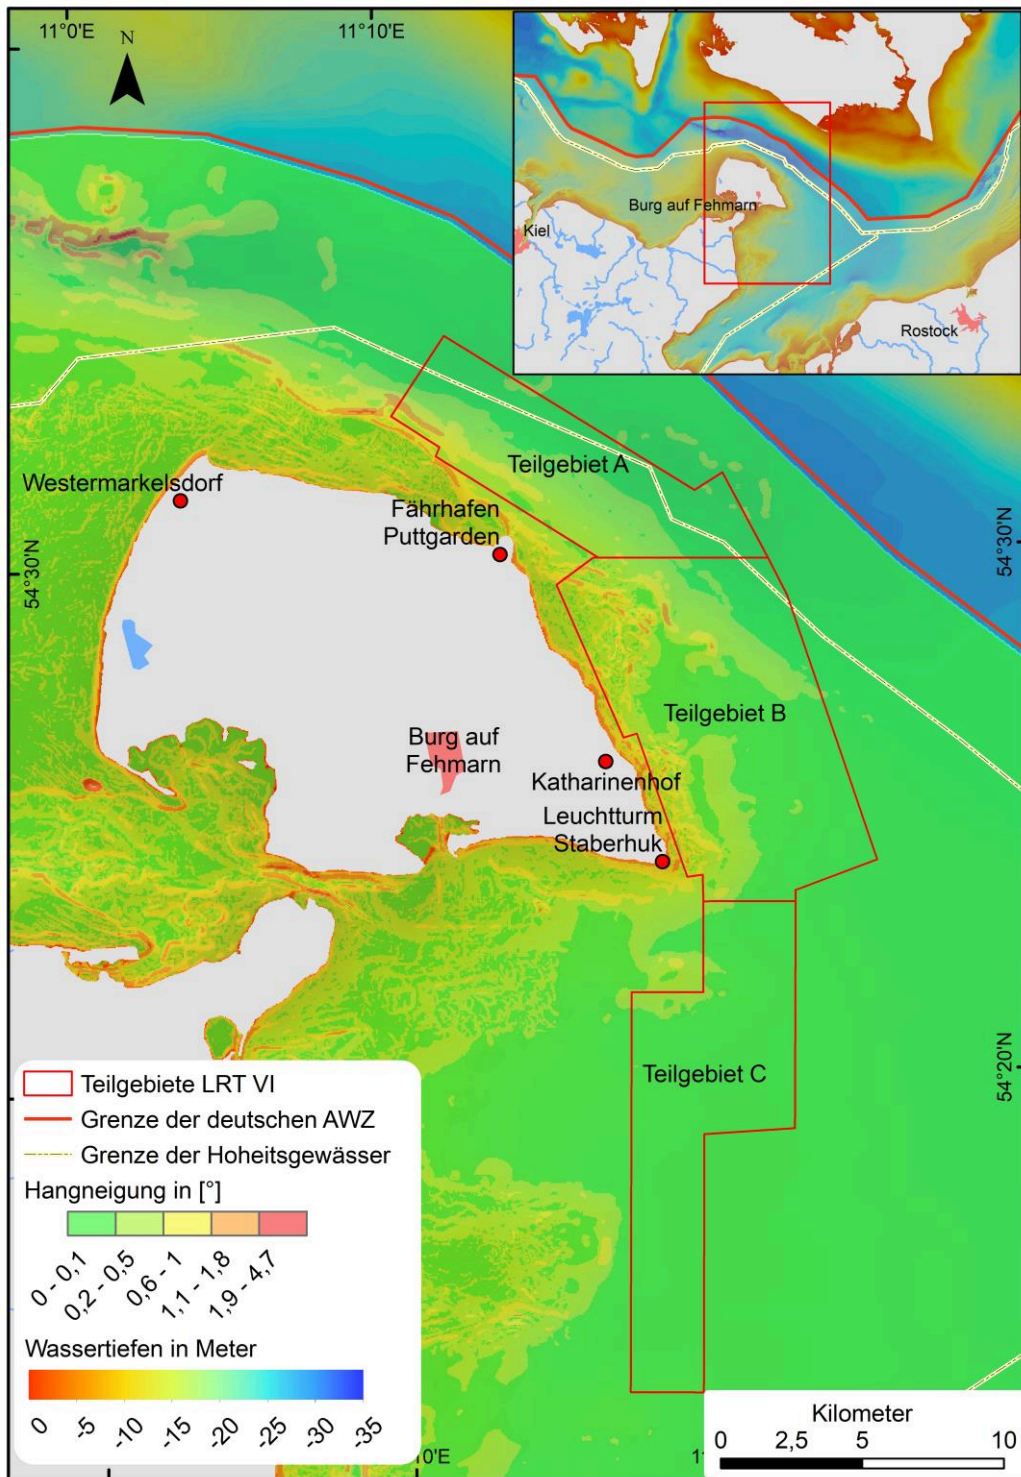 11°0'E
11°10'E
N
Burg auf Fehmarn
Kiel
Rostock
Teilgebiet A
Westermarkelsdorf
Fährhafen
Puttgarden
54°30'N
54°30'N
Teilgebiet B
Burg auf
Fehmarn
Katharinenhof
Leuchtturm
Staberhuk
Teilgebiet C
54°20'N
Teilgebiete LRT VI
Grenze der deutschen AWZ
Grenze der Hoheitsgewässer
Hangneigung in [°]
0 - 0,1
0,2 - 0,5
0,6 - 1
1,1 - 1,8
1,9 - 4,7
Wassertiefen in Meter
0 -5 -10 -15 -20 -25 -30 -35
0'E
Kilometer
0 2,5 5 10